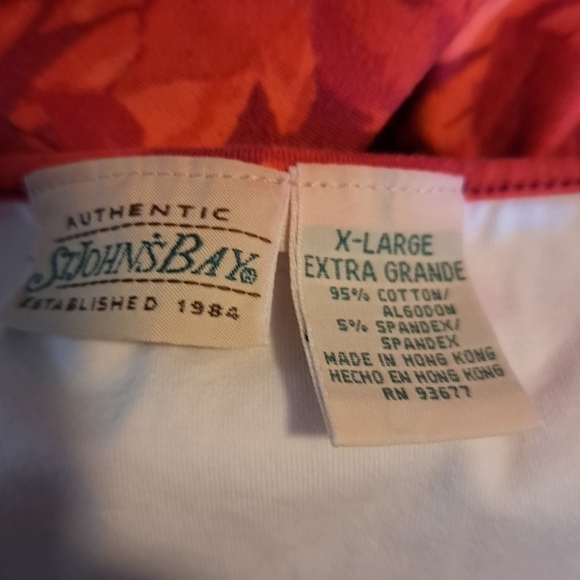 AUTHENTIC
ST. JOHN'S BAY®
ESTABLISHED 1984
X-LARGE
EXTRA GRANDE
95% COTTON/
ALGODON
5% SPANDEX/
SPANDEX
MADE IN HONG KONG
HECHO EN HONG KONG
RN 93677